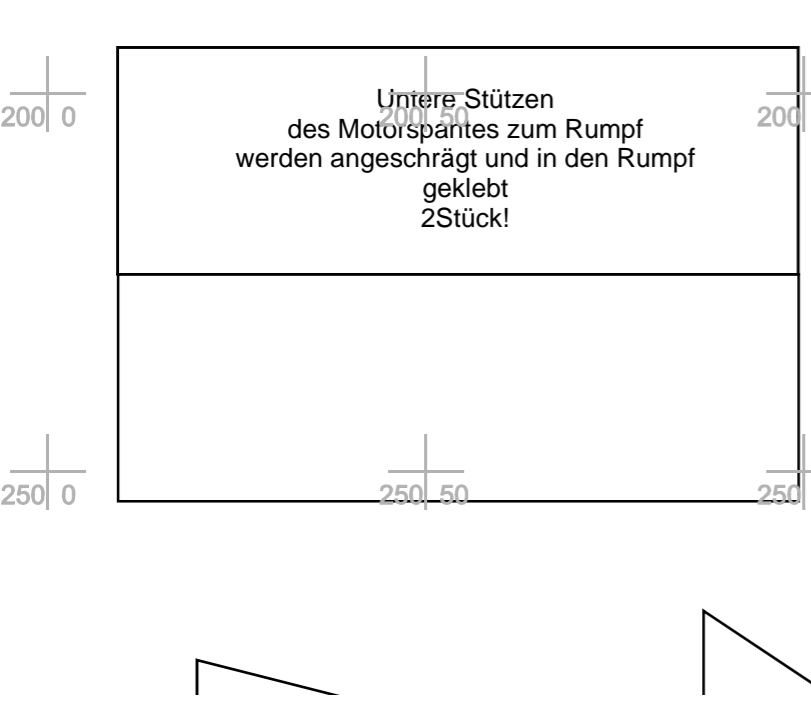 Untere Stützen
200 0
200 50
200
des Motorspantes zum Rumpf
werden angeschrägt und in den Rumpf
geklebt
2Stück!
250 0
250 50
250